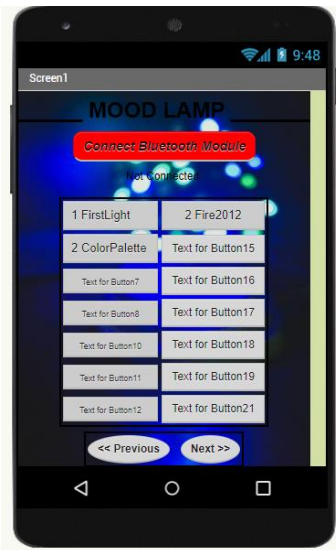 9:48
Screen1
MOOD LAMP
Connect Bluetooth Module
Not Connected
1 FirstLight 2 Fire2012
2 ColorPalette Text for Button15
Text for Button7 Text for Button16
Text for Button8 Text for Button17
Text for Button10 Text for Button18
Text for Button11 Text for Button19
Text for Button12 Text for Button21
<< Previous Next >>